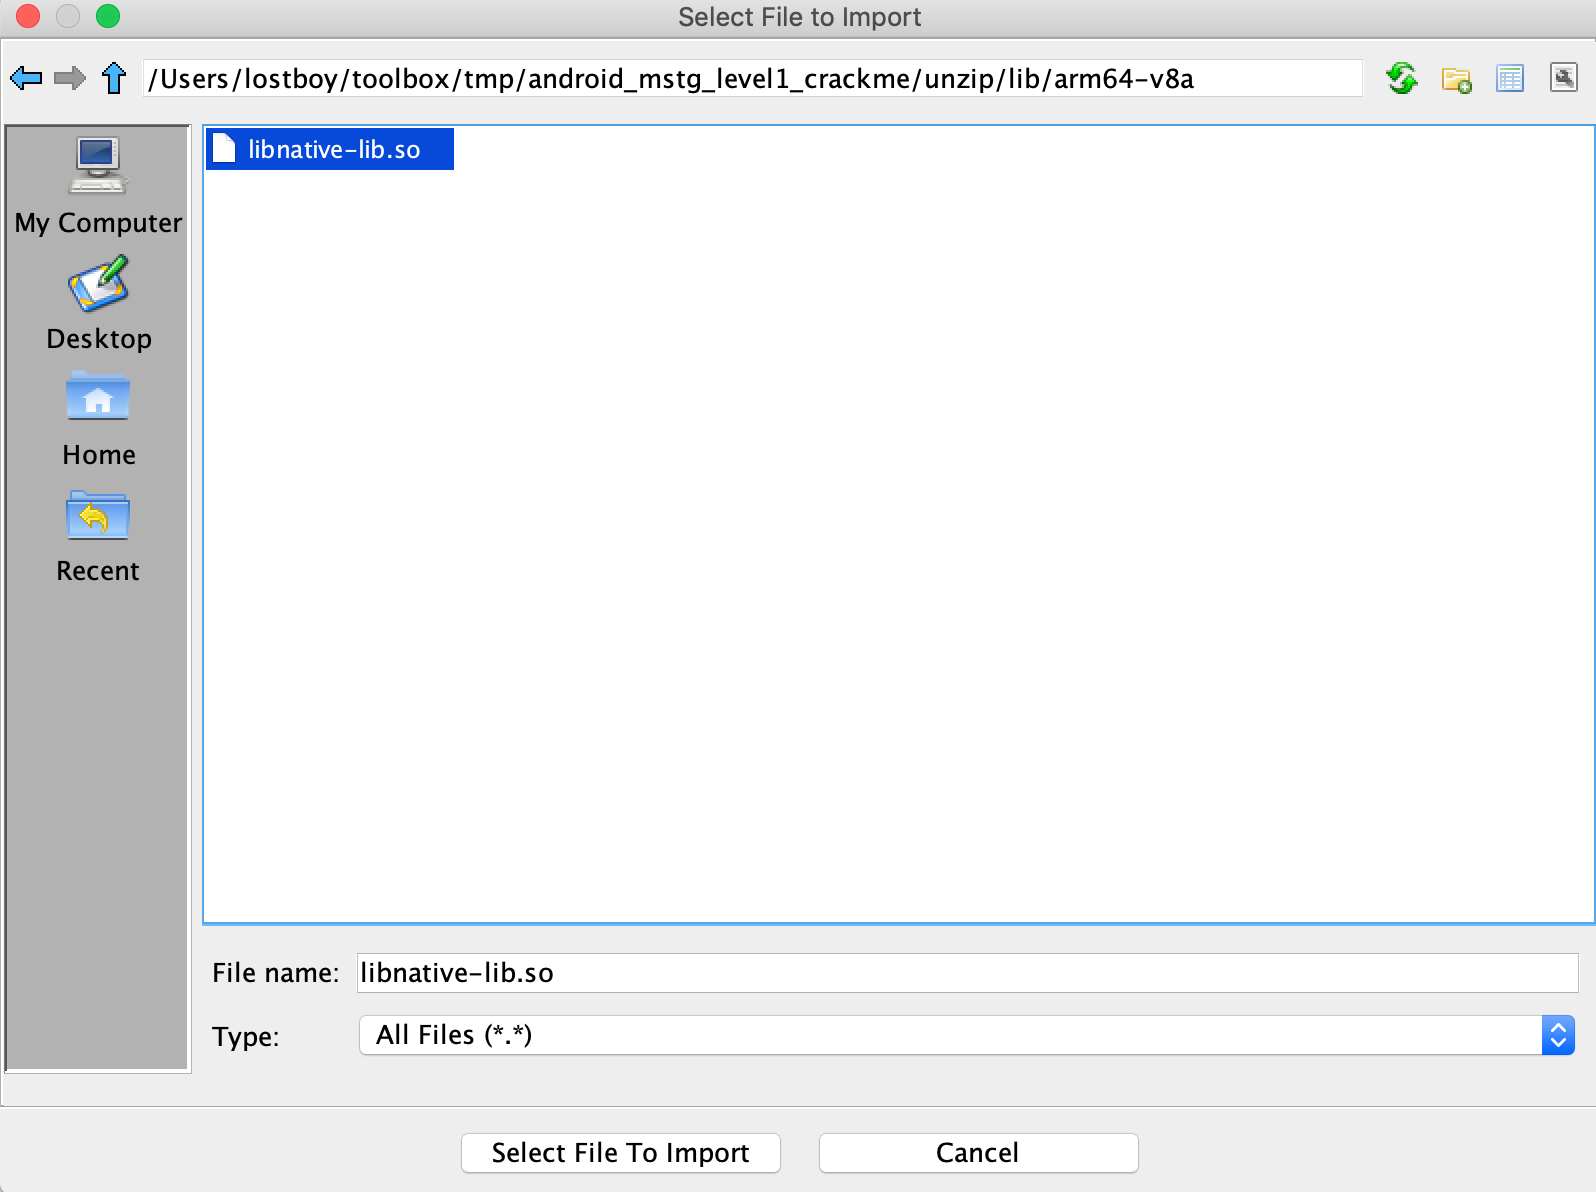 Select File to Import
/Users/lostboy/toolbox/tmp/android_mstg_level1_crackme/unzip/lib/arm64-v8a
libnative-lib.so
My Computer
Desktop
Home
Recent
File name: libnative-lib.so
Type: All Files (*.*)
Select File To Import Cancel